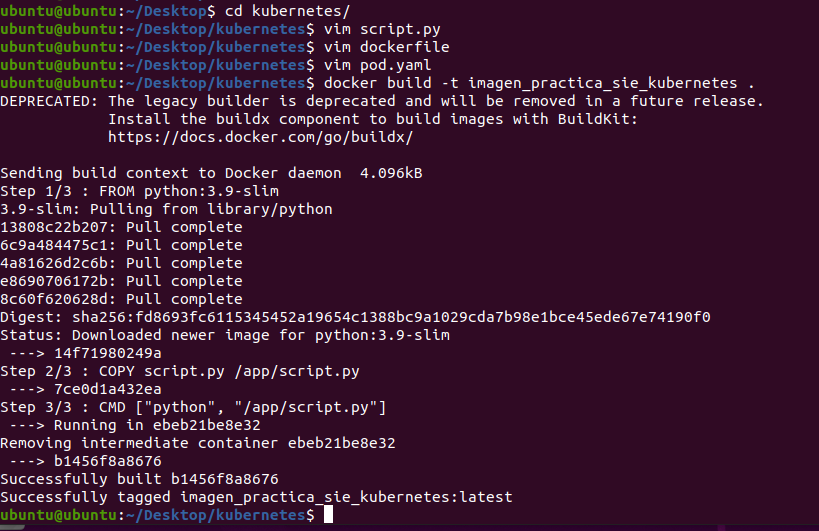 ubuntu@ubuntu:~/Desktop$ cd kubernetes/
ubuntu@ubuntu:~/Desktop/kubernetes$ vim script.py
ubuntu@ubuntu:~/Desktop/kubernetes$ vim dockerfile
ubuntu@ubuntu:~/Desktop/kubernetes$ vim pod.yaml
ubuntu@ubuntu:~/Desktop/kubernetes$ docker build -t imagen_practica_sie_kubernetes .
DEPRECATED: The legacy builder is deprecated and will be removed in a future release.
            Install the buildx component to build images with BuildKit:
            https://docs.docker.com/go/buildx/

Sending build context to Docker daemon  4.096kB
Step 1/3 : FROM python:3.9-slim
3.9-slim: Pulling from library/python
13808c22b207: Pull complete
6c9a484475c1: Pull complete
4a81626d2c6b: Pull complete
e8690706172b: Pull complete
8c60f620628d: Pull complete
Digest: sha256:fd8693fc6115345452a19654c1388bc9a1029cda7b98e1bce45ede67e74190f0
Status: Downloaded newer image for python:3.9-slim
 ---> 14f71980249a
Step 2/3 : COPY script.py /app/script.py
 ---> 7ce0d1a432ea
Step 3/3 : CMD ["python", "/app/script.py"]
 ---> Running in ebeb21be8e32
Removing intermediate container ebeb21be8e32
 ---> b1456f8a8676
Successfully built b1456f8a8676
Successfully tagged imagen_practica_sie_kubernetes:latest
ubuntu@ubuntu:~/Desktop/kubernetes$